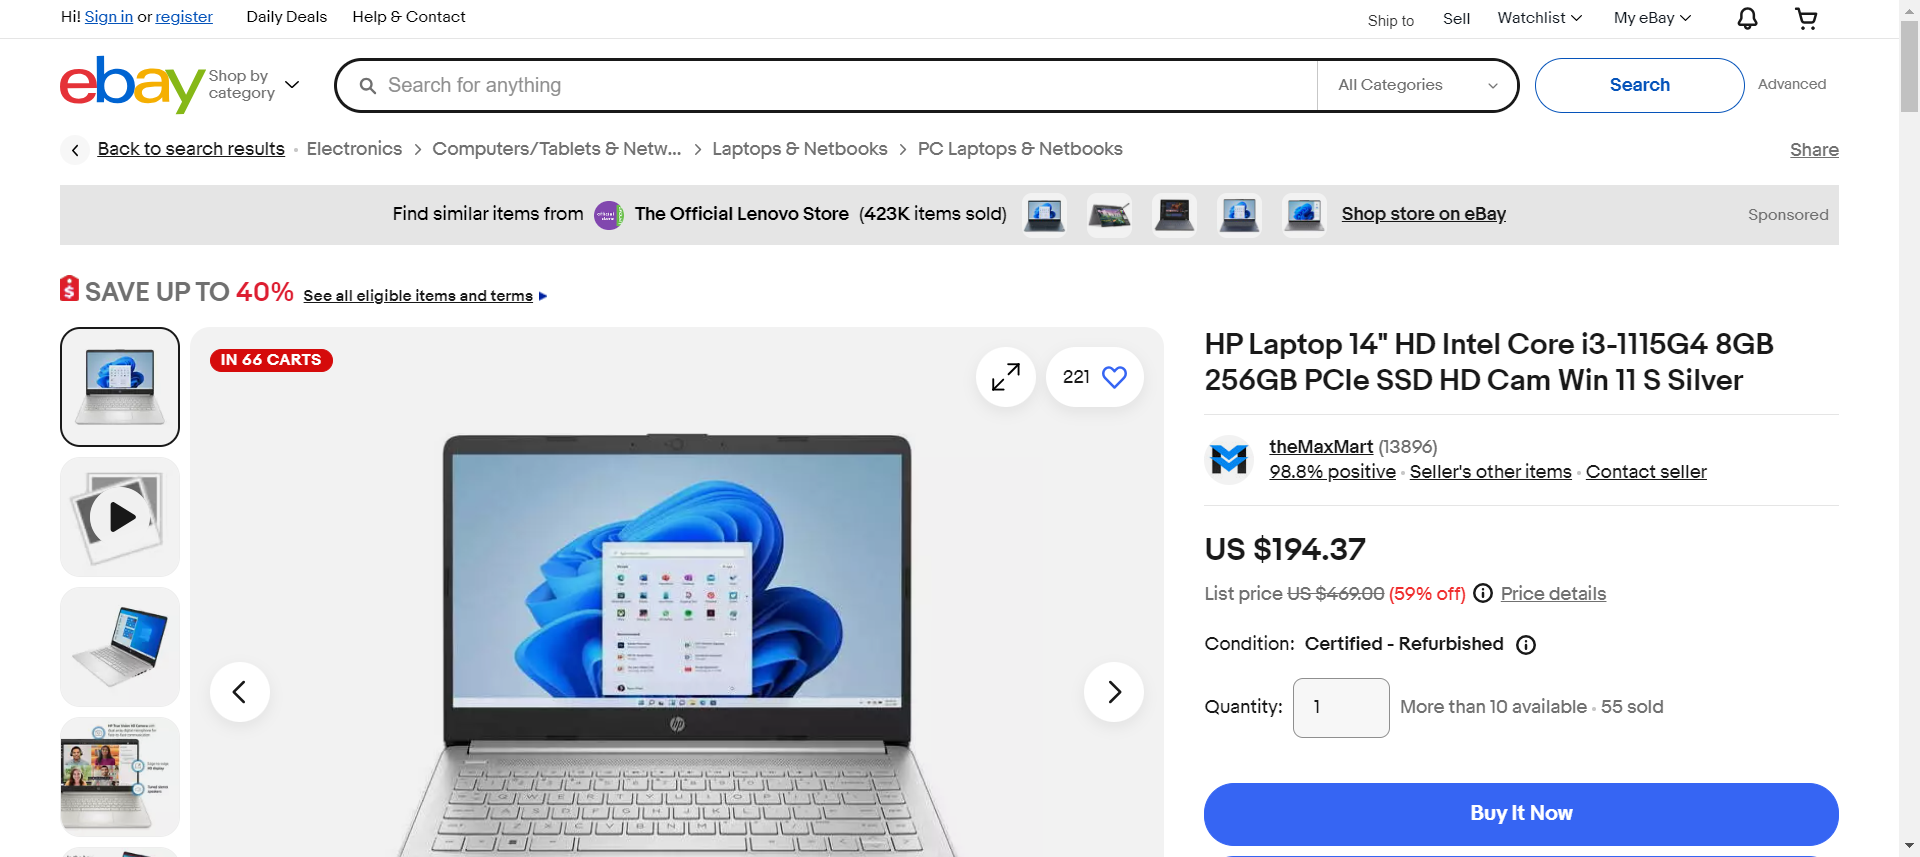 Hi! Sign in or register
Daily Deals
Help & Contact
Ship to
Sell
Watchlist
My eBay
ebay
Shop by
category
Search for anything
All Categories
Search
Advanced
Back to search results
Electronics
Computers/Tablets & Netw...
Laptops & Netbooks
PC Laptops & Netbooks
Share
Find similar items from
The Official Lenovo Store (423K items sold)
Shop store on eBay
Sponsored
SAVE UP TO 40%
See all eligible items and terms
IN 66 CARTS
221
hp
HP Laptop 14" HD Intel Core i3-1115G4 8GB
256GB PCIe SSD HD Cam Win 11 S Silver
theMaxMart (13896)
98.8% positive · Seller's other items · Contact seller
US $194.37
List price US $469.00 (59% off)
Price details
Condition: Certified - Refurbished
Quantity:
1
More than 10 available · 55 sold
Buy It Now